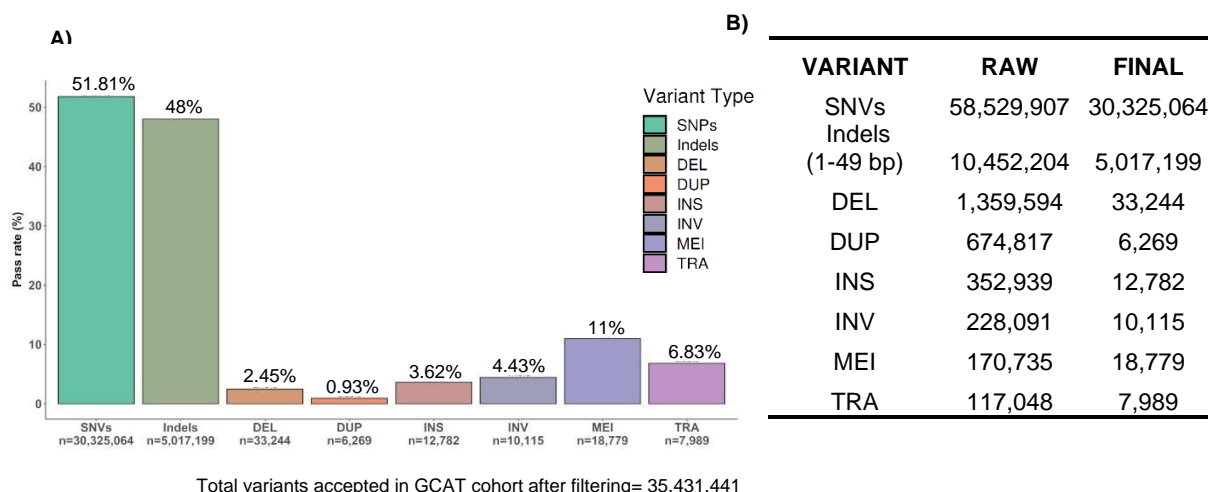 A)
51.81%
48%
2.45%
0.93%
3.62%
4.43%
11%
6.83%
Pass rate (%)
50
40
30
20
10
0
SNVs
n=30,325,064
Indels
n=5,017,199
DEL
n=33,244
DUP
n=6,269
INS
n=12,782
INV
n=10,115
MEI
n=18,779
TRA
n=7,989
Variant Type
SNPs
Indels
DEL
DUP
INS
INV
MEI
TRA
Total variants accepted in GCAT cohort after filtering= 35,431,441
B)
VARIANT RAW FINAL
SNVs 58,529,907 30,325,064
Indels
(1-49 bp) 10,452,204 5,017,199
DEL 1,359,594 33,244
DUP 674,817 6,269
INS 352,939 12,782
INV 228,091 10,115
MEI 170,735 18,779
TRA 117,048 7,989